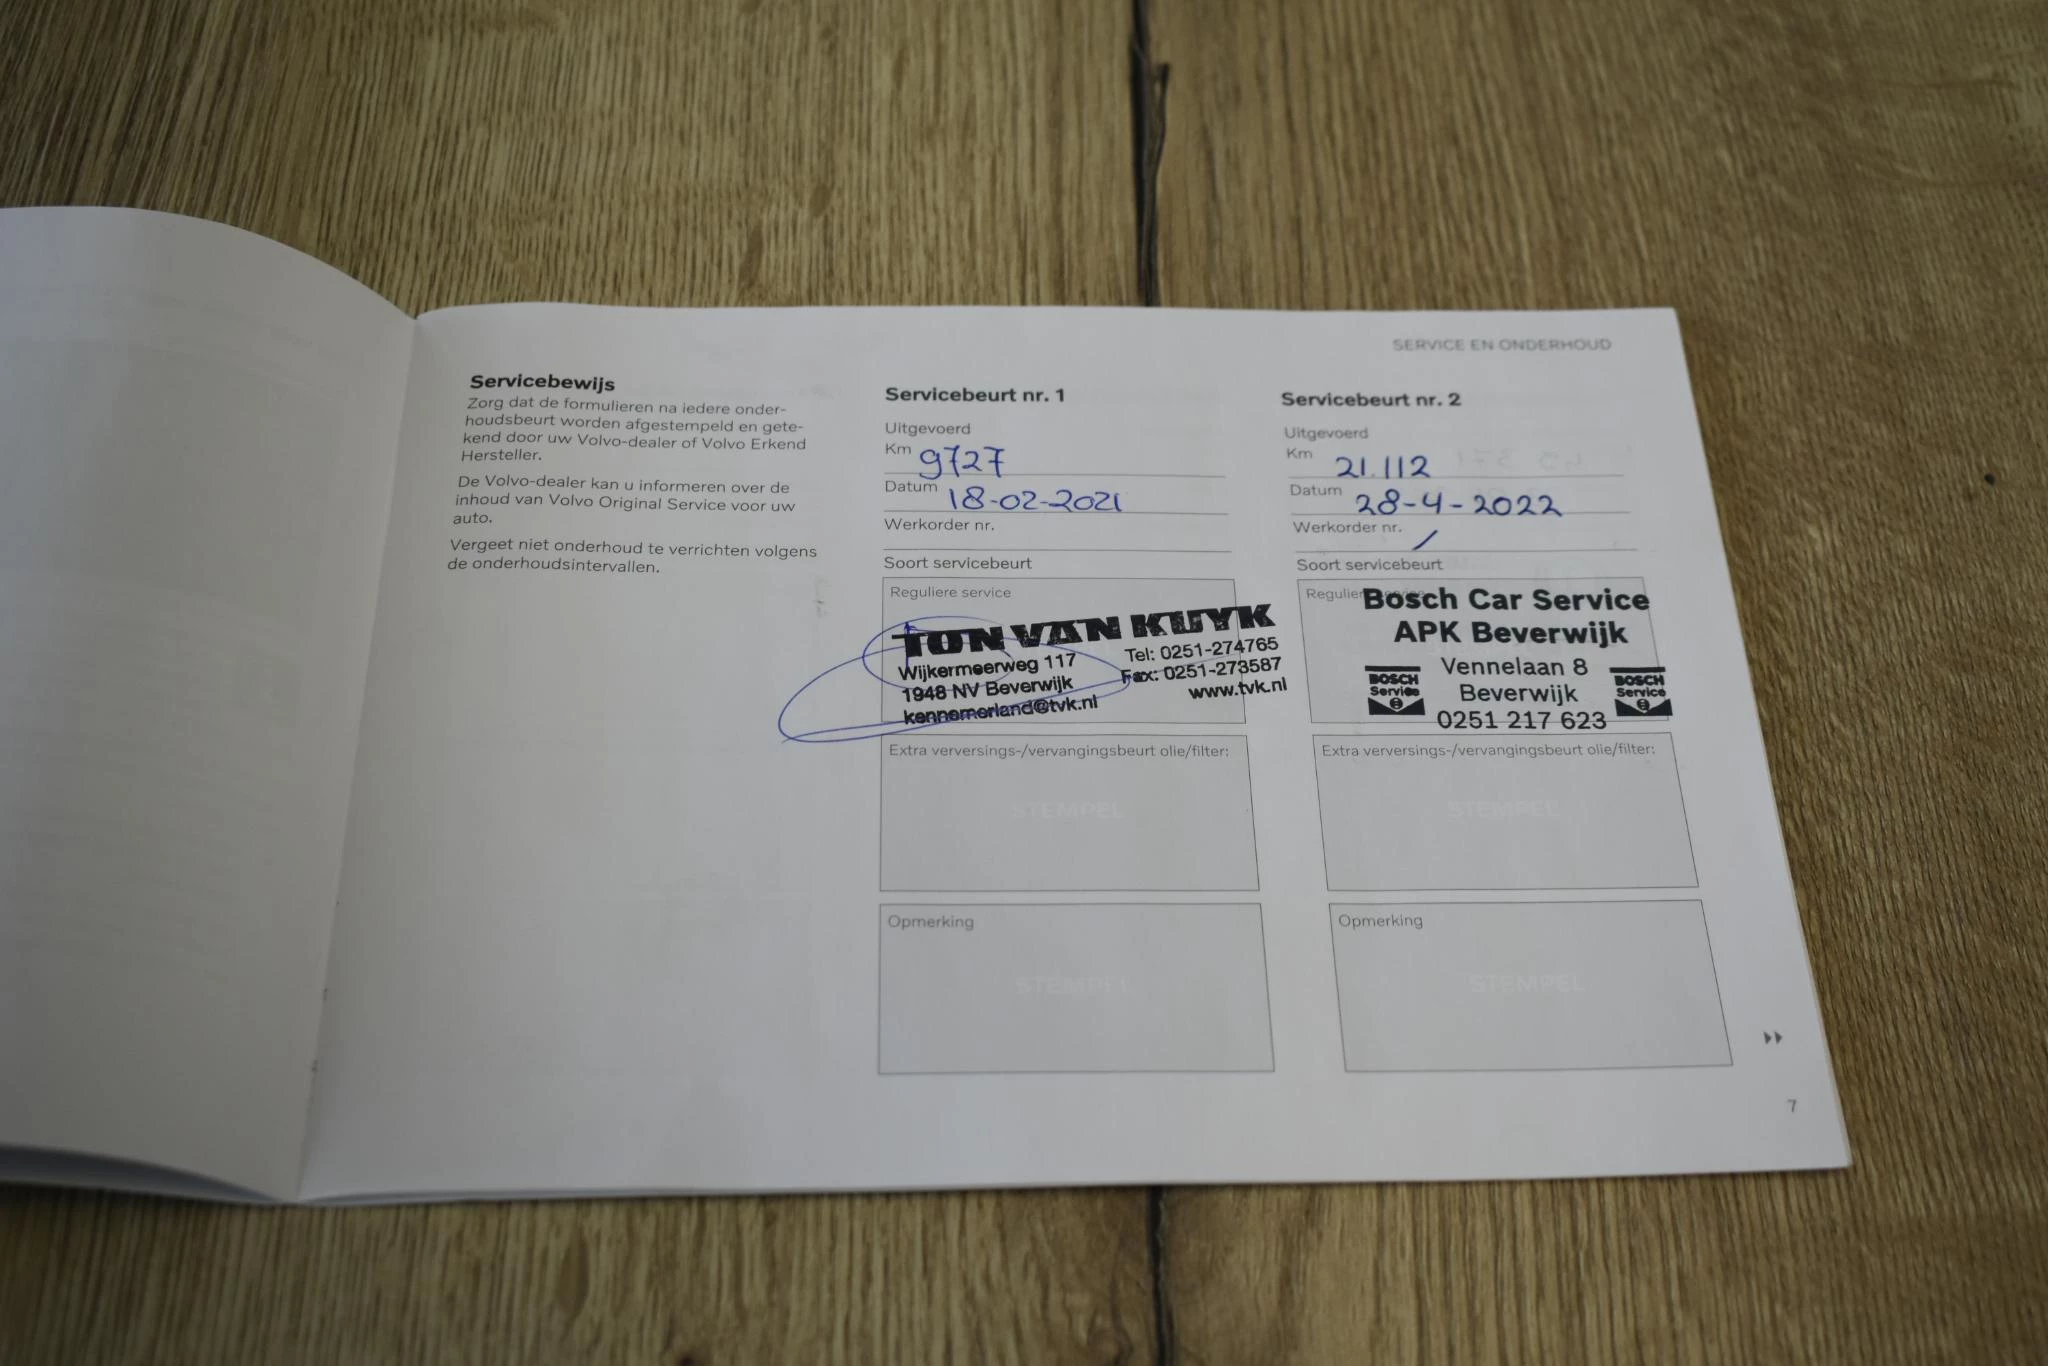 SERVICE EN ONDERHOUD
Servicebewijs
Zorg dat de formulieren na iedere onder-
houdsbeurt worden afgestempeld en gete-
kend door uw Volvo-dealer of Volvo Erkend
Hersteller.
De Volvo-dealer kan u informeren over de
inhoud van Volvo Original Service voor uw
auto.
Vergeet niet onderhoud te verrichten volgens
de onderhoudsintervallen.
Servicebeurt nr. 1
Uitgevoerd
Km 9727
Datum 18-02-2021
Werkorder nr.
Soort servicebeurt
Reguliere service
TON VAN KUYK
Wijkermeerweg 117 Tel: 0251-274765
1948 NV Beverwijk Fax: 0251-273587
kennemerland@tvk.nl www.tvk.nl
Extra verversings-/vervangingsbeurt olie/filter:
STEMPEL
Opmerking
STEMPEL
Servicebeurt nr. 2
Uitgevoerd
Km 21.112
Datum 28-4-2022
Werkorder nr. /
Soort servicebeurt
Bosch Car Service
APK Beverwijk
Vennelaan 8
BOSCH Service Beverwijk BOSCH Service
0251 217 623
Extra verversings-/vervangingsbeurt olie/filter:
STEMPEL
Opmerking
STEMPEL
7